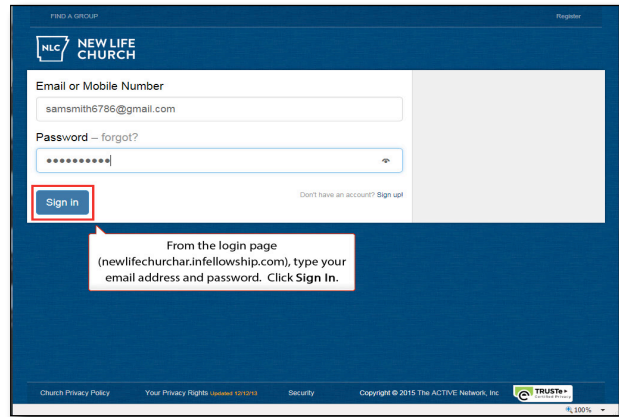 FIND A GROUP Register
NLC NEW LIFE
CHURCH
Email or Mobile Number
samsmith6786@gmail.com
Password – forgot?
Sign in Don't have an account? Sign up!
From the login page
(newlifechurchar.infellowship.com), type your
email address and password. Click Sign In.
Church Privacy Policy Your Privacy Rights Updated 12/12/13 Security Copyright © 2015 The ACTIVE Network, Inc TRUSTe
Certified Privacy
100%